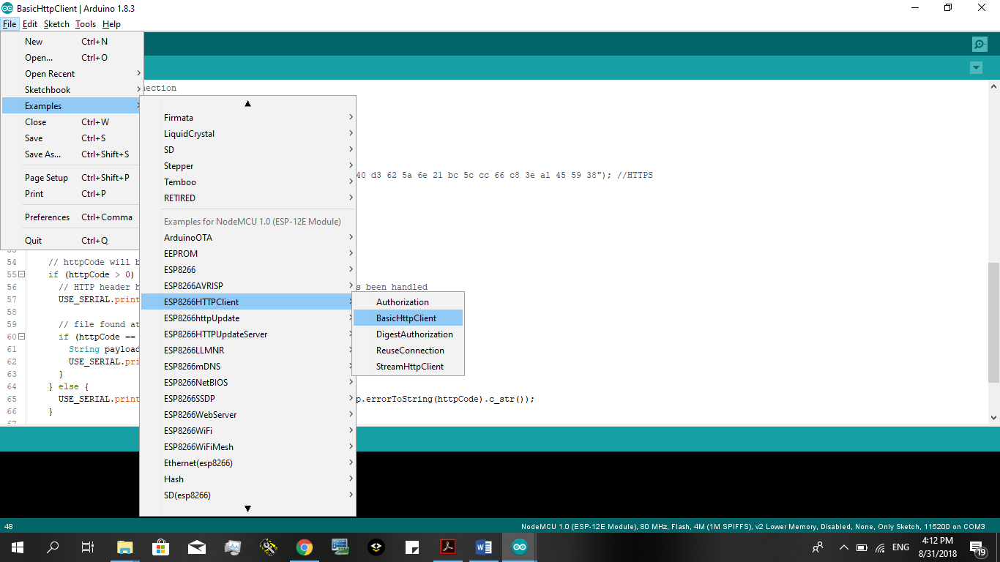 BasicHttpClient | Arduino 1.8.3
File Edit Sketch Tools Help
New Ctrl+N
Open... Ctrl+O
Open Recent
Sketchbook
Examples
Close Ctrl+W
Save Ctrl+S
Save As... Ctrl+Shift+S
Page Setup Ctrl+Shift+P
Print Ctrl+P
Preferences Ctrl+Comma
Quit Ctrl+Q
Firmata
LiquidCrystal
SD
Stepper
Temboo
RETIRED
Examples for NodeMCU 1.0 (ESP-12E Module)
ArduinoOTA
EEPROM
ESP8266
ESP8266AVRISP
ESP8266HTTPClient
ESP8266httpUpdate
ESP8266HTTPUpdateServer
ESP8266LLMNR
ESP8266mDNS
ESP8266NetBIOS
ESP8266SSDP
ESP8266WebServer
ESP8266WiFi
ESP8266WiFiMesh
Ethernet(esp8266)
Hash
SD(esp8266)
Authorization
BasicHttpClient
DigestAuthorization
ReuseConnection
StreamHttpClient
nection
40 d3 62 5a 6e 21 bc 5c cc 66 c8 3e a1 45 59 38"); //HTTPS
54 // httpCode will b
55 if (httpCode > 0)
56 // HTTP header h s been handled
57 USE_SERIAL.print
58
59 // file found at
60 if (httpCode ==
61 String payload
62 USE_SERIAL.pri
63 }
64 } else {
65 USE_SERIAL.print p.errorToString(httpCode).c_str());
66 }
48 NodeMCU 1.0 (ESP-12E Module), 80 MHz, Flash, 4M (1M SPIFFS), v2 Lower Memory, Disabled, None, Only Sketch, 115200 on COM3
ENG 4:12 PM
8/31/2018
19